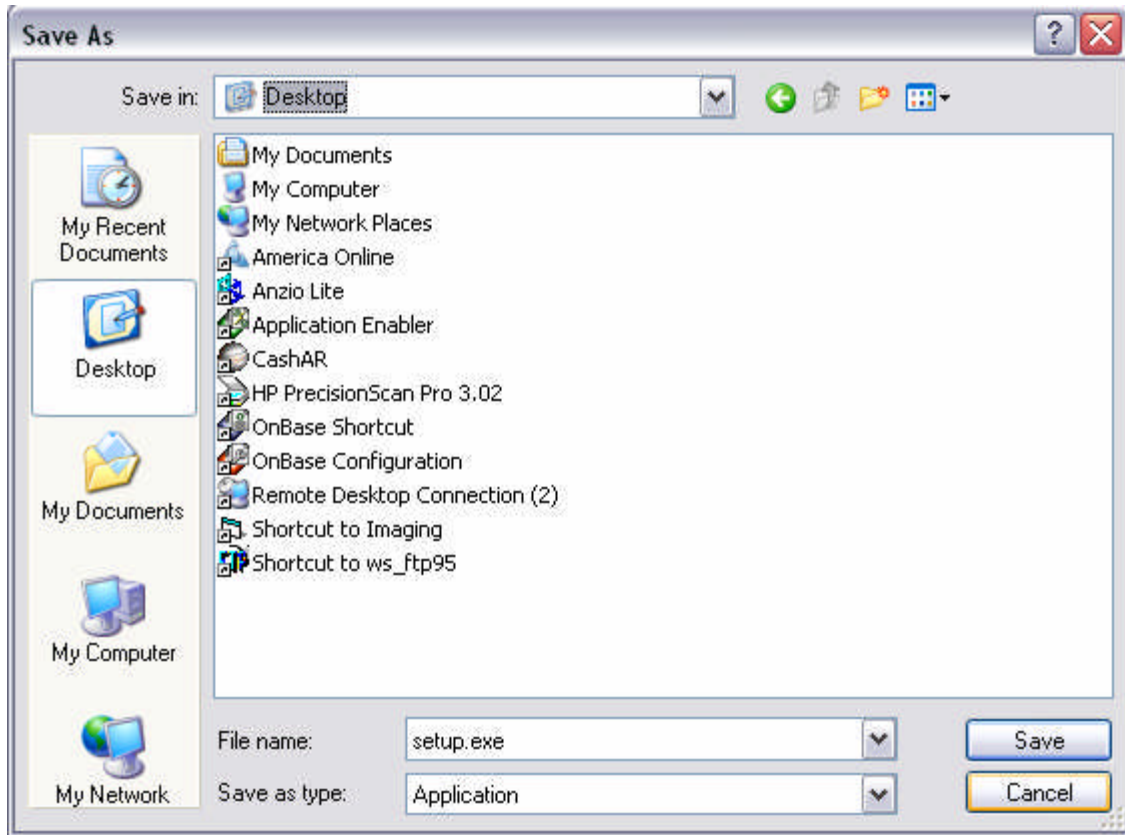 Save As
Save in:
Desktop
My Recent
Documents
Desktop
My Documents
My Computer
My Network
My Documents
My Computer
My Network Places
America Online
Anzio Lite
Application Enabler
CashAR
HP PrecisionScan Pro 3.02
OnBase Shortcut
OnBase Configuration
Remote Desktop Connection (2)
Shortcut to Imaging
Shortcut to ws_ftp95
File name:
setup.exe
Save
Save as type:
Application
Cancel